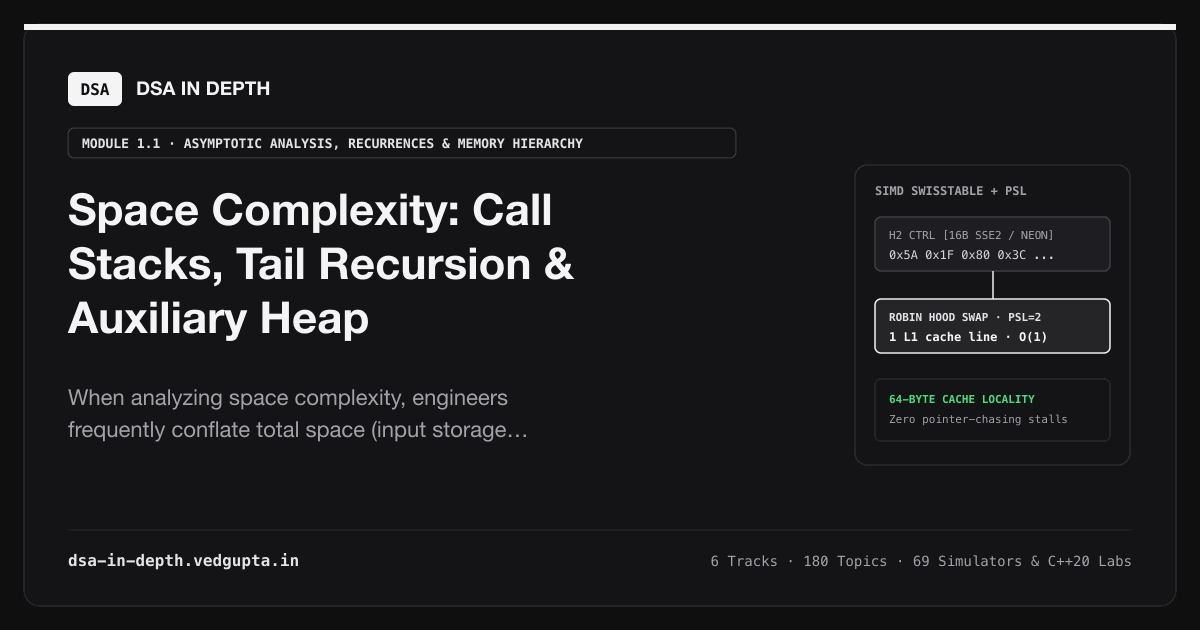 DSA
DSA IN DEPTH
MODULE 1.1 · ASYMPTOTIC ANALYSIS, RECURRENCES & MEMORY HIERARCHY
Space Complexity: Call
Stacks, Tail Recursion &
Auxiliary Heap
When analyzing space complexity, engineers
frequently conflate total space (input storage…
SIMD SWISSTABLE + PSL
H2 CTRL [16B SSE2 / NEON]
0x5A 0x1F 0x80 0x3C ...
ROBIN HOOD SWAP · PSL=2
1 L1 cache line · O(1)
64-BYTE CACHE LOCALITY
Zero pointer-chasing stalls
dsa-in-depth.vedgupta.in
6 Tracks · 180 Topics · 69 Simulators & C++20 Labs